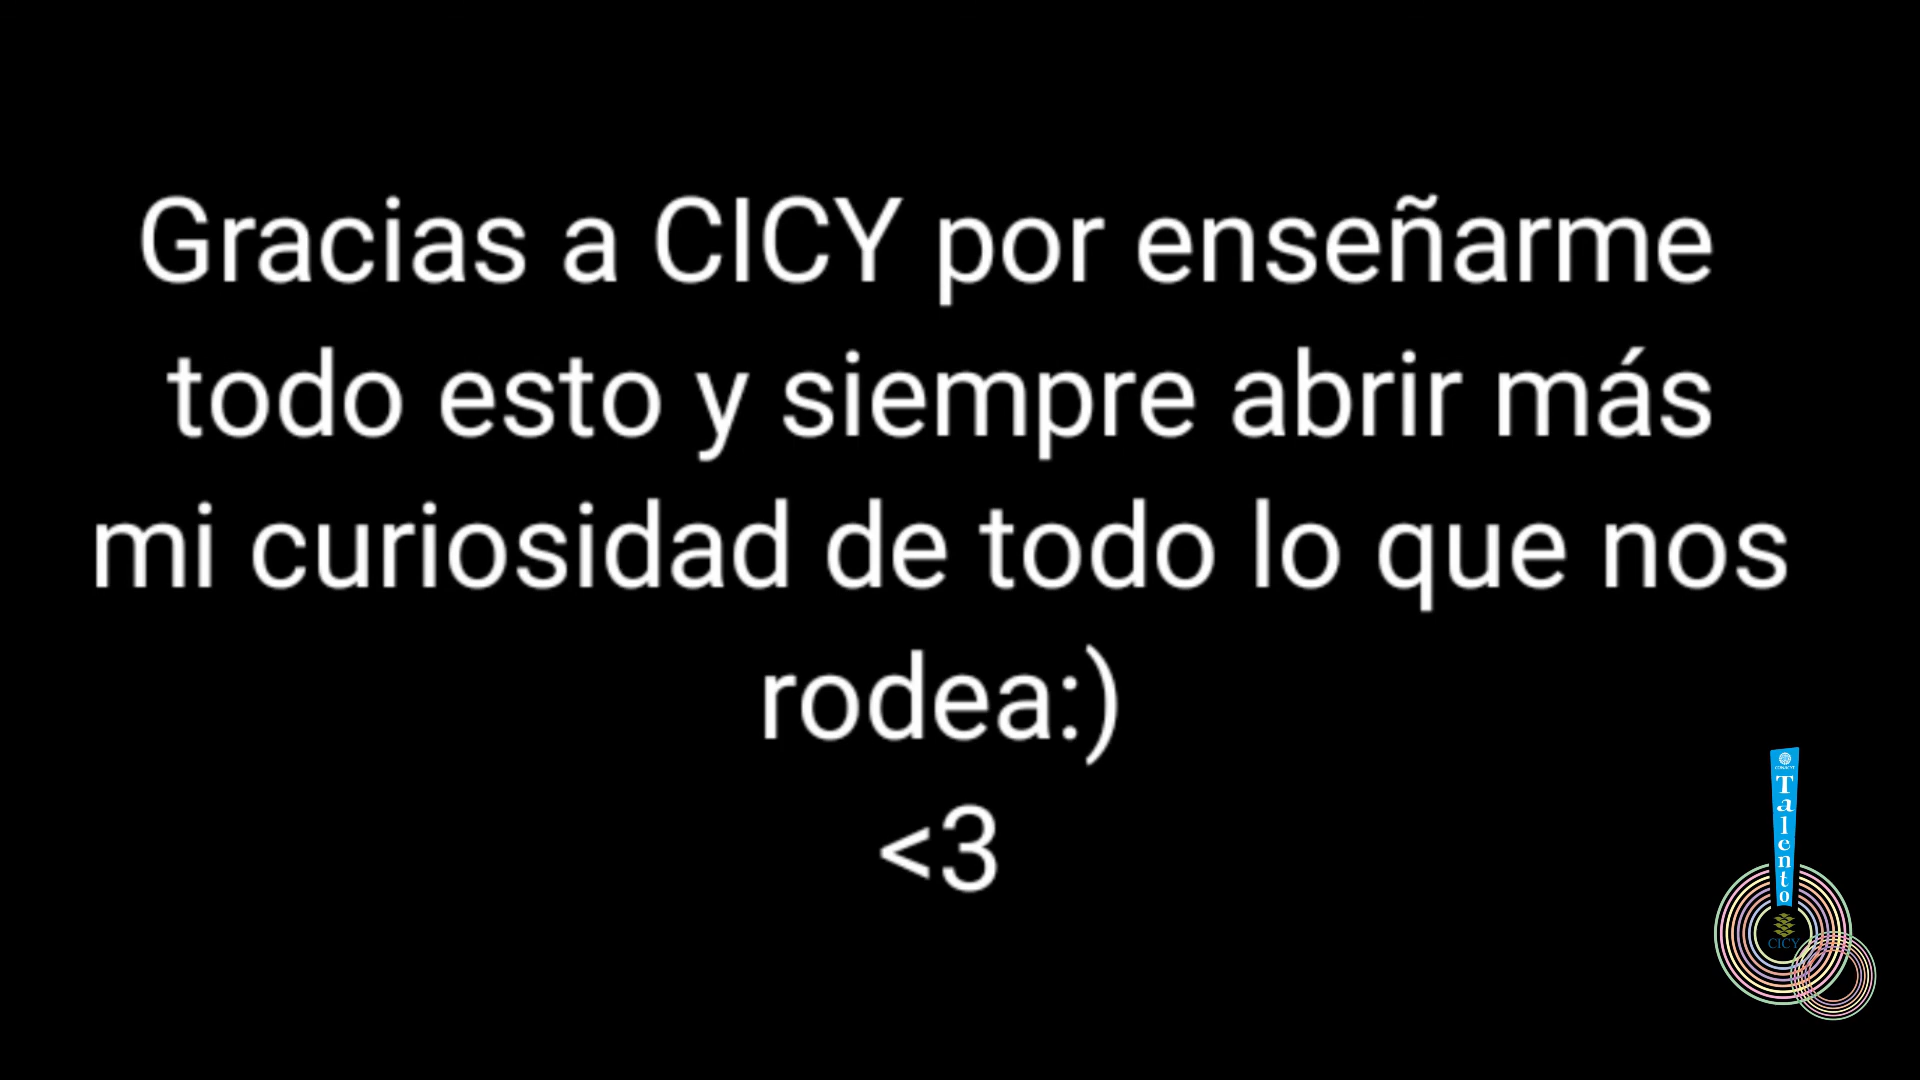 Gracias a CICY por enseñarme
todo esto y siempre abrir más
mi curiosidad de todo lo que nos
rodea:)
<3
Talento
CICY